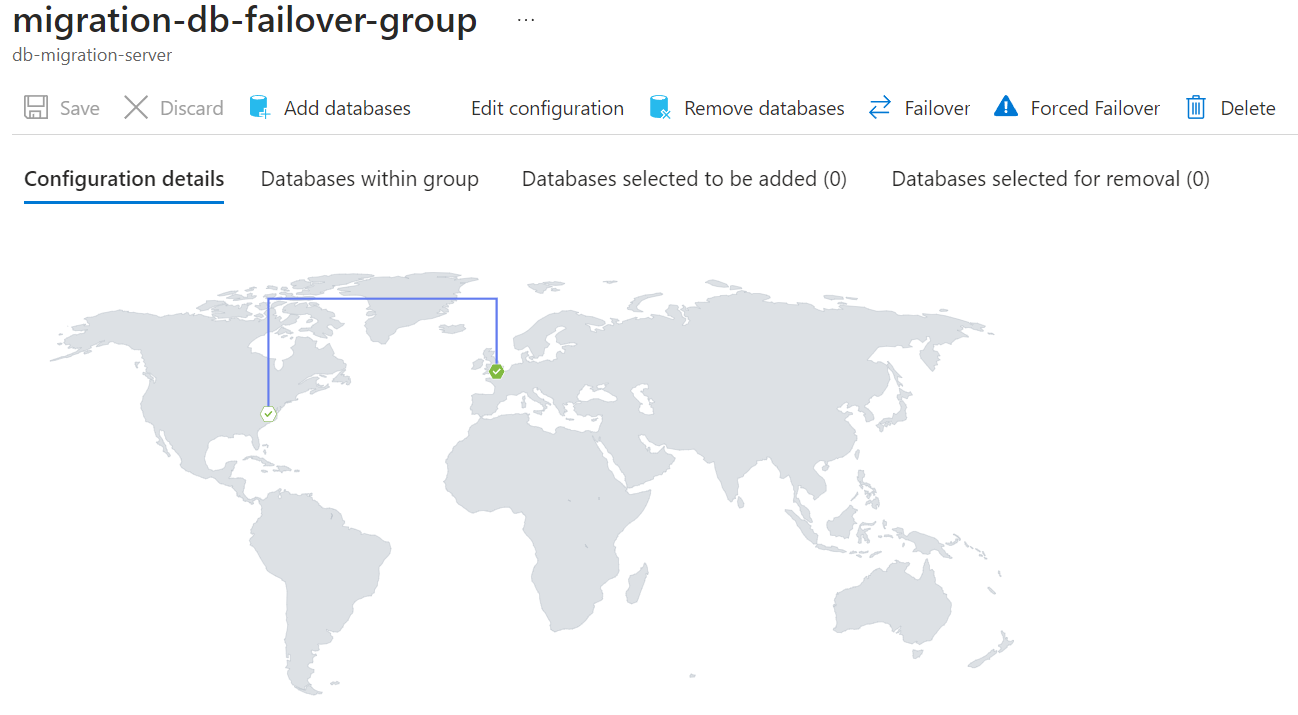 migration-db-failover-group ...
db-migration-server
Save Discard Add databases Edit configuration Remove databases Failover Forced Failover Delete
Configuration details Databases within group Databases selected to be added (0) Databases selected for removal (0)